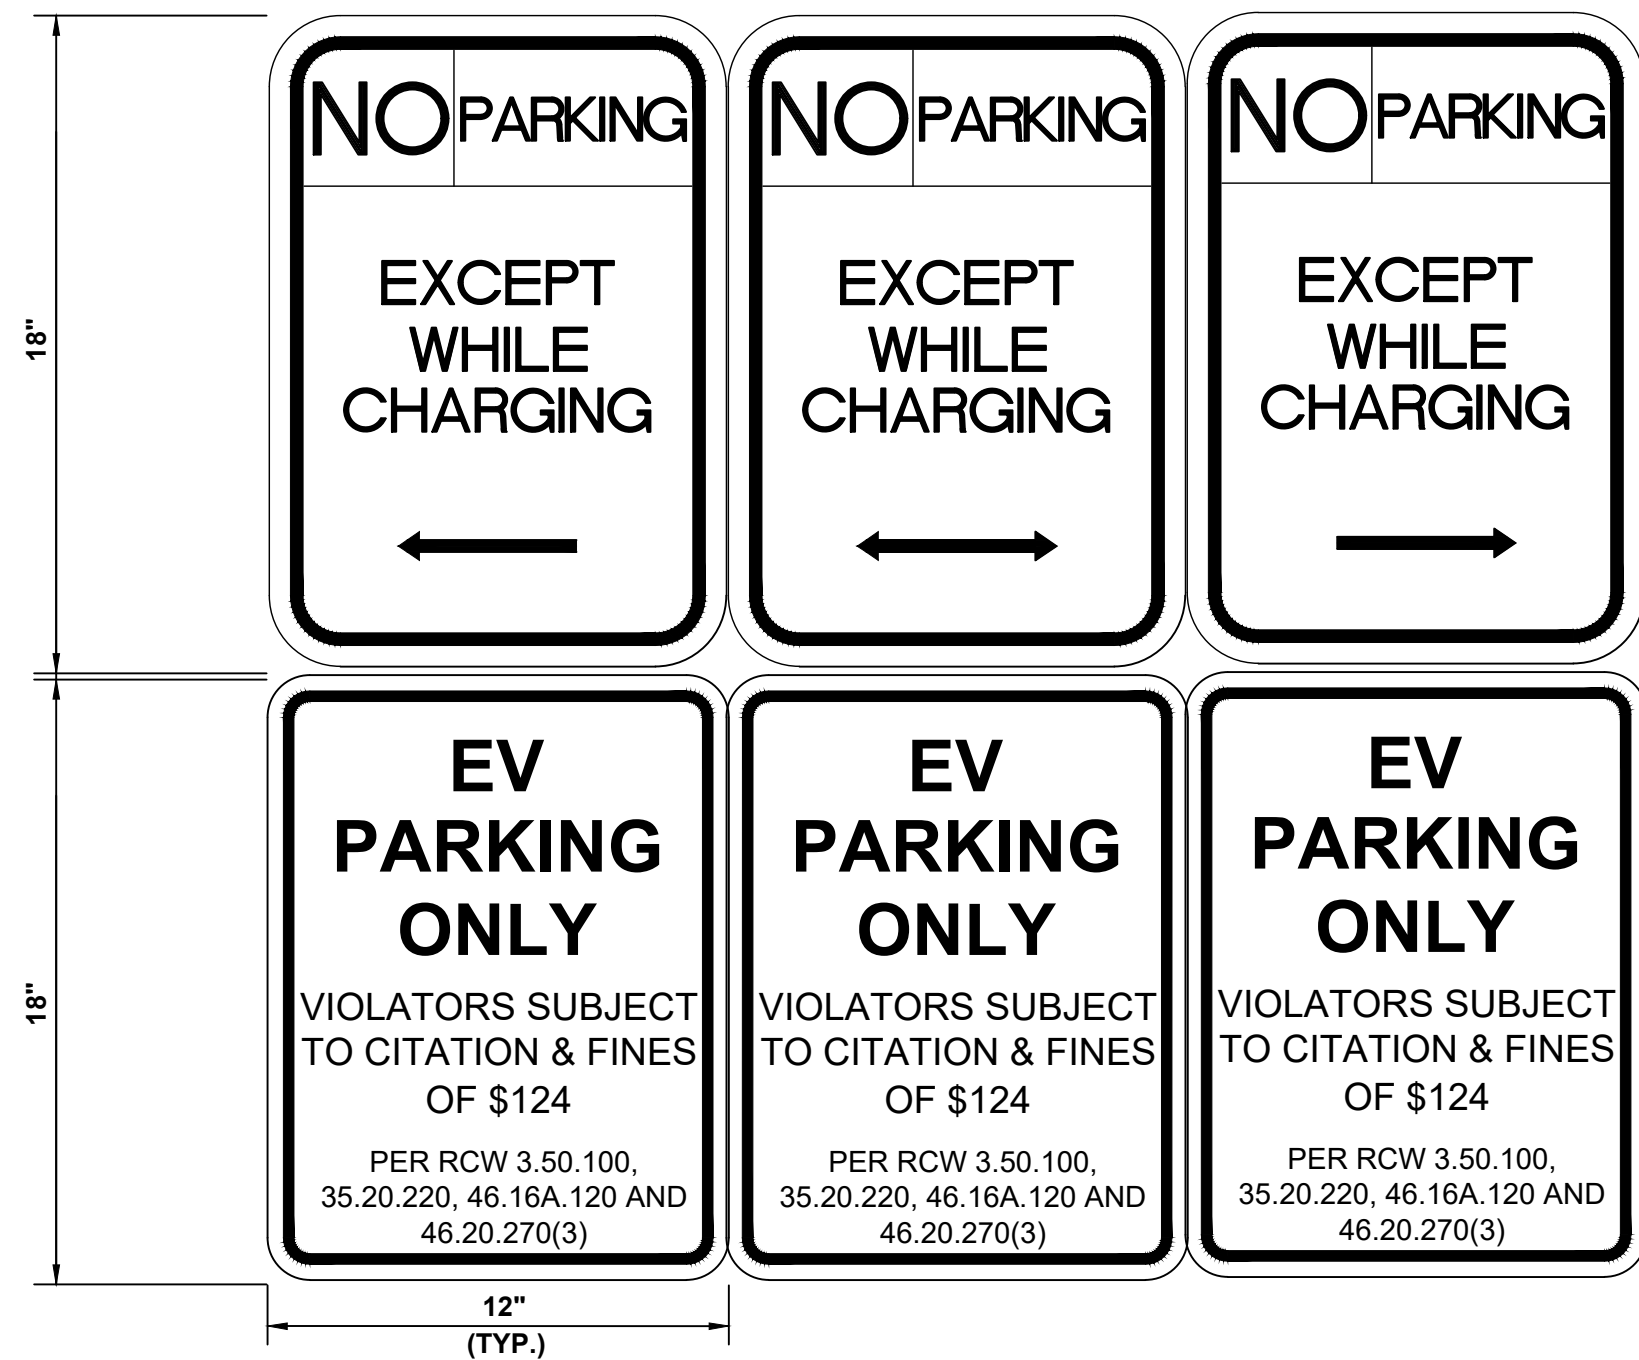 18"
NO PARKING
EXCEPT
WHILE
CHARGING
NO PARKING
EXCEPT
WHILE
CHARGING
NO PARKING
EXCEPT
WHILE
CHARGING
18"
EV
PARKING
ONLY
VIOLATORS SUBJECT
TO CITATION & FINES
OF $124
PER RCW 3.50.100,
35.20.220, 46.16A.120 AND
46.20.270(3)
EV
PARKING
ONLY
VIOLATORS SUBJECT
TO CITATION & FINES
OF $124
PER RCW 3.50.100,
35.20.220, 46.16A.120 AND
46.20.270(3)
EV
PARKING
ONLY
VIOLATORS SUBJECT
TO CITATION & FINES
OF $124
PER RCW 3.50.100,
35.20.220, 46.16A.120 AND
46.20.270(3)
12"
(TYP.)